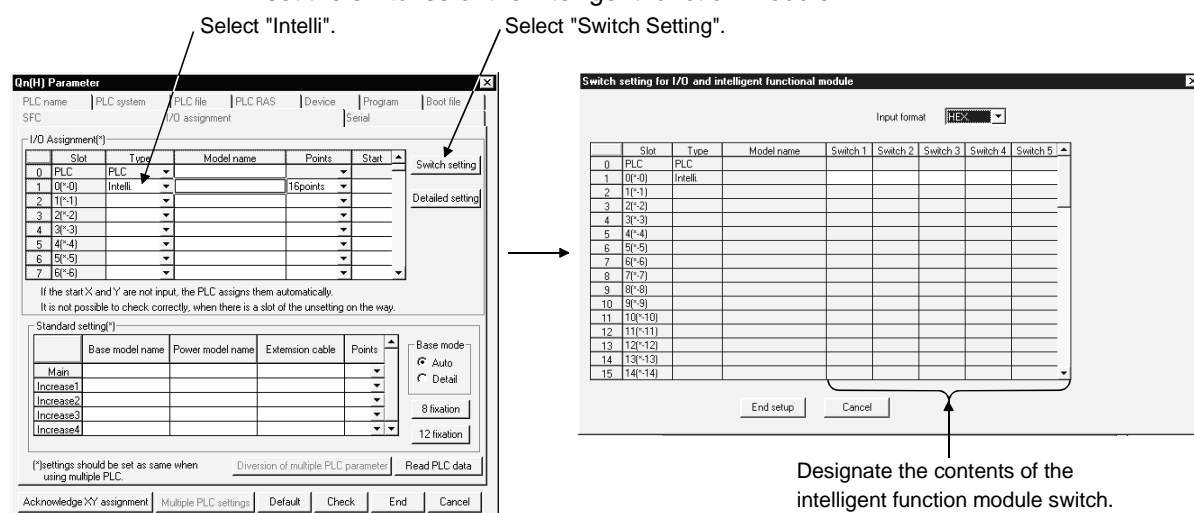 Select "Intelli".
Select "Switch Setting".
Qn(H) Parameter
PLC name PLC system PLC file PLC RAS Device Program Boot file
SFC I/O assignment Serial
I/O Assignment(*)
Slot Type Model name Points Start
0 PLC PLC
1 0(*-0) Intelli. 16points
2 1(*-1)
3 2(*-2)
4 3(*-3)
5 4(*-4)
6 5(*-5)
7 6(*-6)
Switch setting
Detailed setting
If the start X and Y are not input, the PLC assigns them automatically.
It is not possible to check correctly, when there is a slot of the unsetting on the way.
Standard setting(*)
Base model name Power model name Extension cable Points
Main
Increase1
Increase2
Increase3
Increase4
Base mode
Auto
Detail
8 fixation
12 fixation
(*)settings should be set as same when
using multiple PLC.
Diversion of multiple PLC parameter Read PLC data
Acknowledge XY assignment Multiple PLC settings Default Check End Cancel
Switch setting for I/O and intelligent functional module
Input format HEX.
Slot Type Model name Switch 1 Switch 2 Switch 3 Switch 4 Switch 5
0 PLC PLC
1 0(*-0) Intelli.
2 1(*-1)
3 2(*-2)
4 3(*-3)
5 4(*-4)
6 5(*-5)
7 6(*-6)
8 7(*-7)
9 8(*-8)
10 9(*-9)
11 10(*-10)
12 11(*-11)
13 12(*-12)
14 13(*-13)
15 14(*-14)
End setup Cancel
Designate the contents of the
intelligent function module switch.